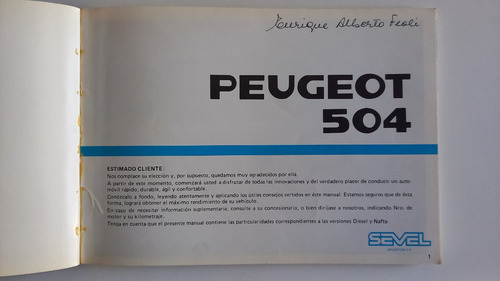 Enrique Alberto Feoli
PEUGEOT
504
ESTIMADO CLIENTE:
Nos complace su elección y, por supuesto, quedamos muy agradecidos por ella.
A partir de este momento, comenzará usted a disfrutar de todas las innovaciones y del verdadero placer de conducir un auto-
móvil rápido, durable, ágil y confortable.
Conózcalo a fondo, leyendo atentamente y aplicando los útiles consejos vertidos en este manual. Estamos seguros que de ésta
forma, logrará obtener el máximo rendimiento de su vehículo.
En caso de necesitar información suplementaria, consulte a su concesionario, o bien diríjase a nosotros, indicando Nro. de
motor y su kilometraje.
Tenga en cuenta que el presente manual contiene las particularidades correspondientes a las versiones Diesel y Nafta.
SEVEL
ARGENTINA S.A.
1